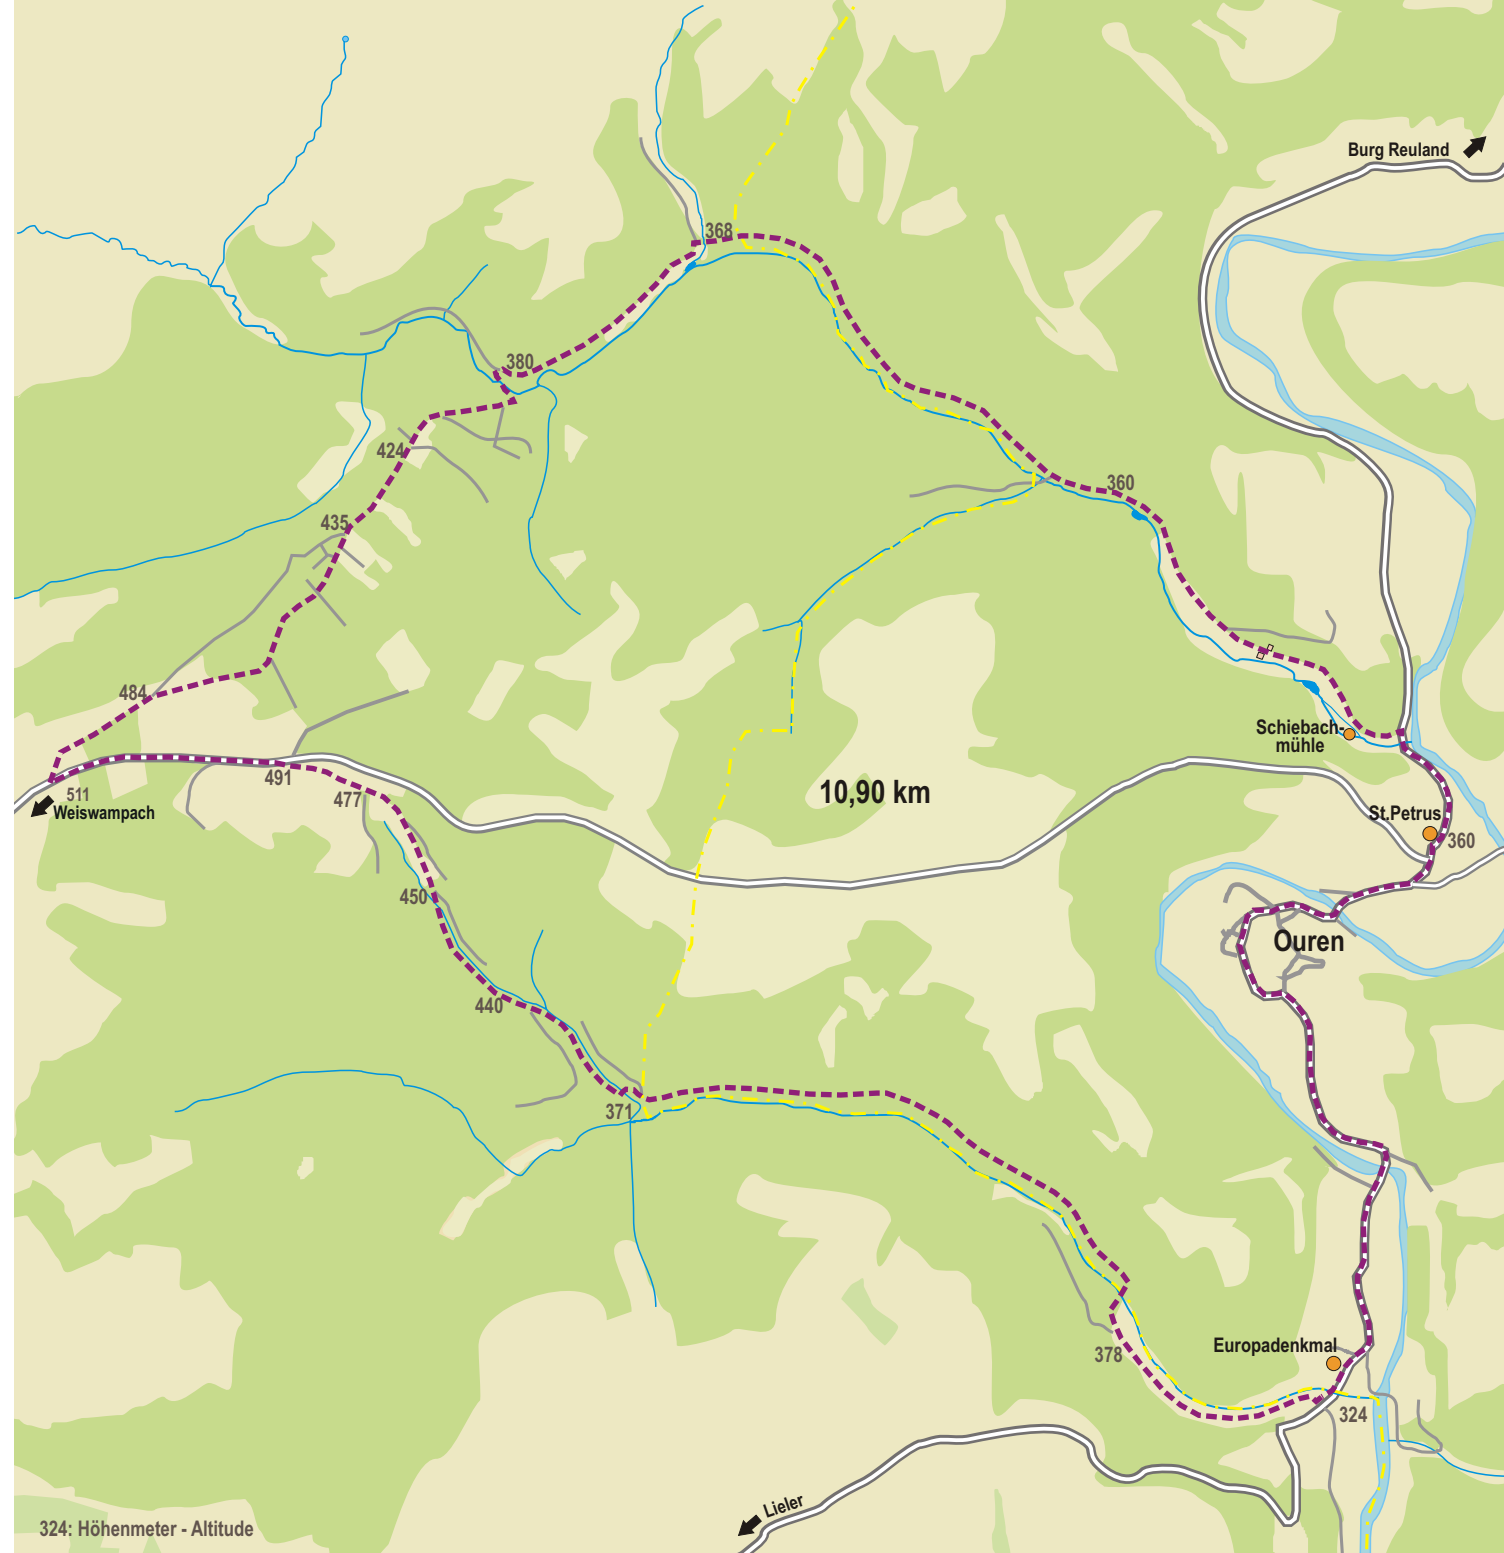 Burg Reuland
368
380
424
360
435
484
Schiebach-
mühle
491
511
Weiswampach
477
10,90 km
St.Petrus
360
450
Ouren
440
371
Europadenkmal
378
324
Lieler
324: Höhenmeter - Altitude